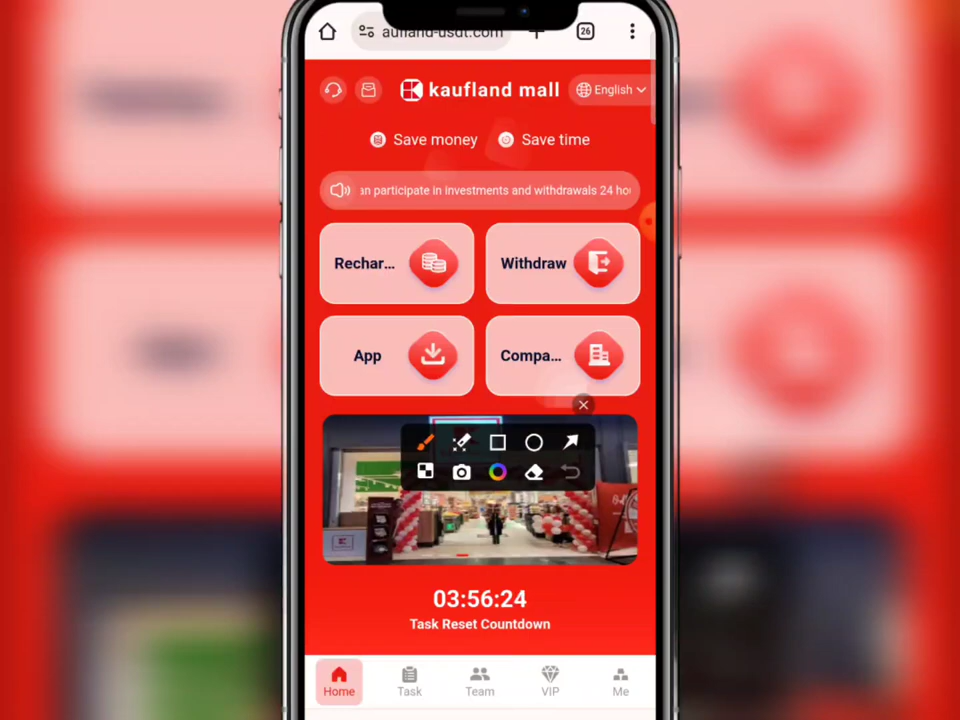 aufland-usdt.com
26
kaufland mall
English
Save money
Save time
an participate in investments and withdrawals 24 hou
Rechar...
Withdraw
App
Compa...
03:56:24
Task Reset Countdown
Home
Task
Team
VIP
Me